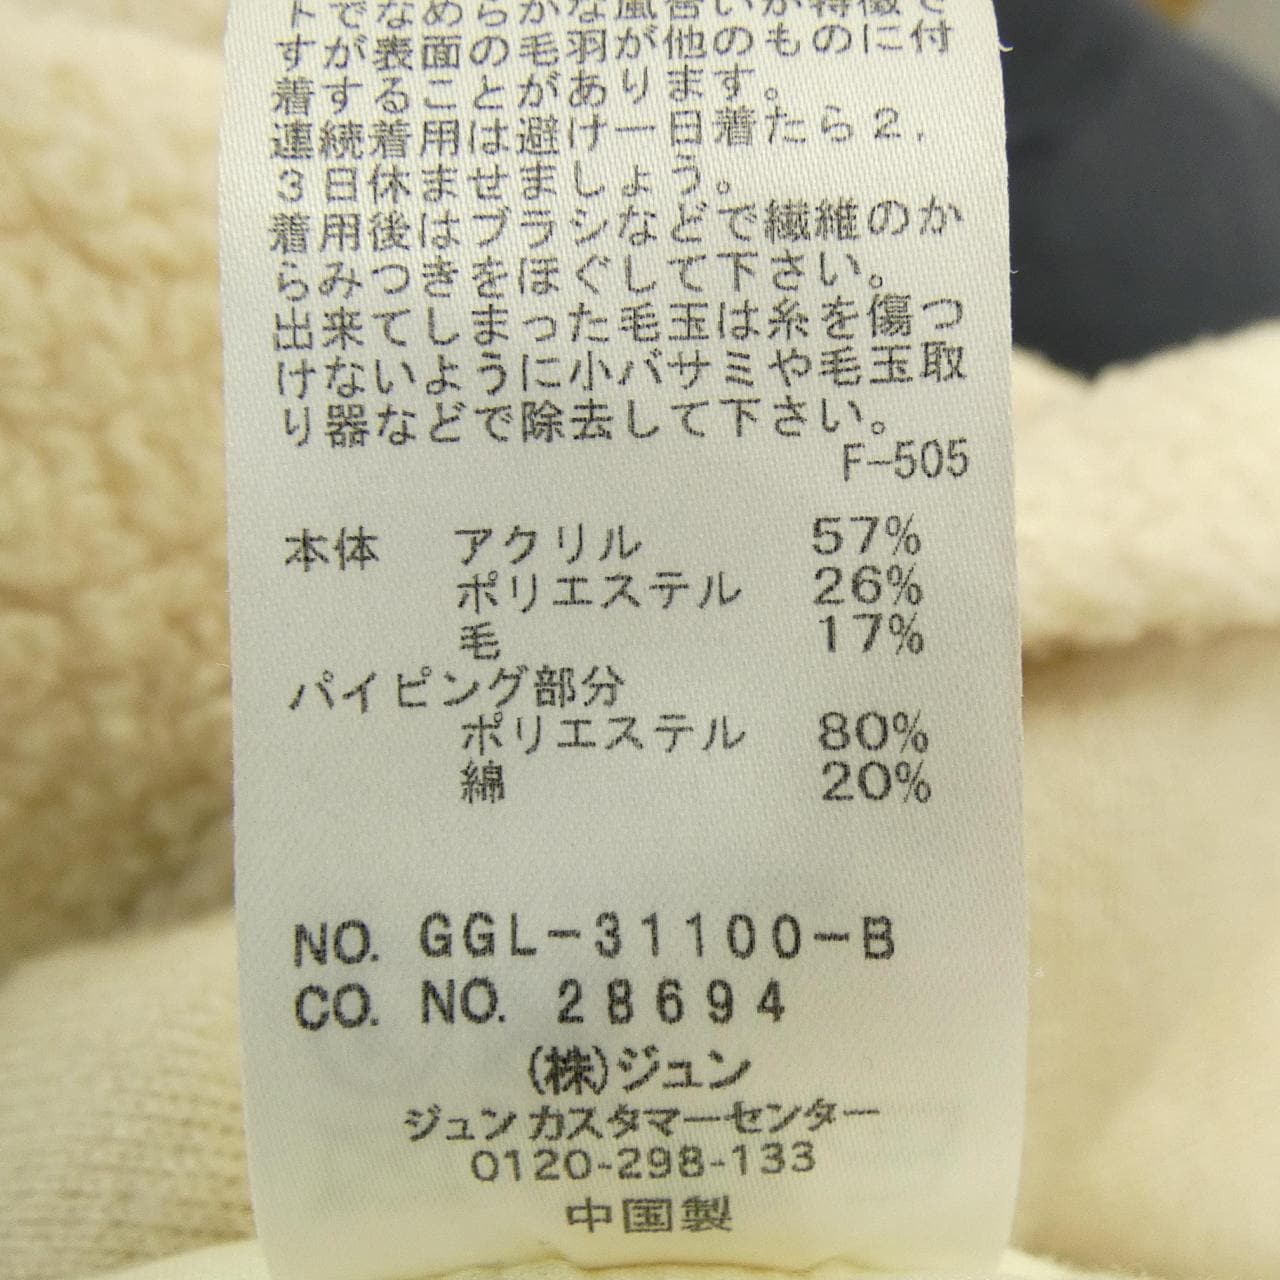 すが表面の毛羽が他のもの に付
着することがあります。
連続着用は避け一日着たら2,
3日休ませましょう。
着用後はブラシなどで繊維のか
らみつきをほぐして下さい。
出来てしまった毛玉は糸を傷つ
けないように小バサミや毛玉取
り器などで除去して下さい。
F-505
本体 アクリル 57%
ポリエステル 26%
毛 17%
パイピング部分
ポリエステル 80%
綿 20%
NO. GGL-31100-B
CO. NO. 28694
(株)ジュン
ジュン カスタマーセンター
0120-298-133
中国製